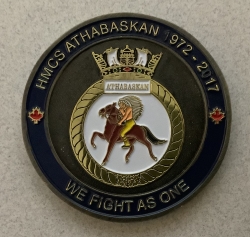 HMCS ATHABASKAN 1972 - 2017
ATHABASKAN
WE FIGHT AS ONE